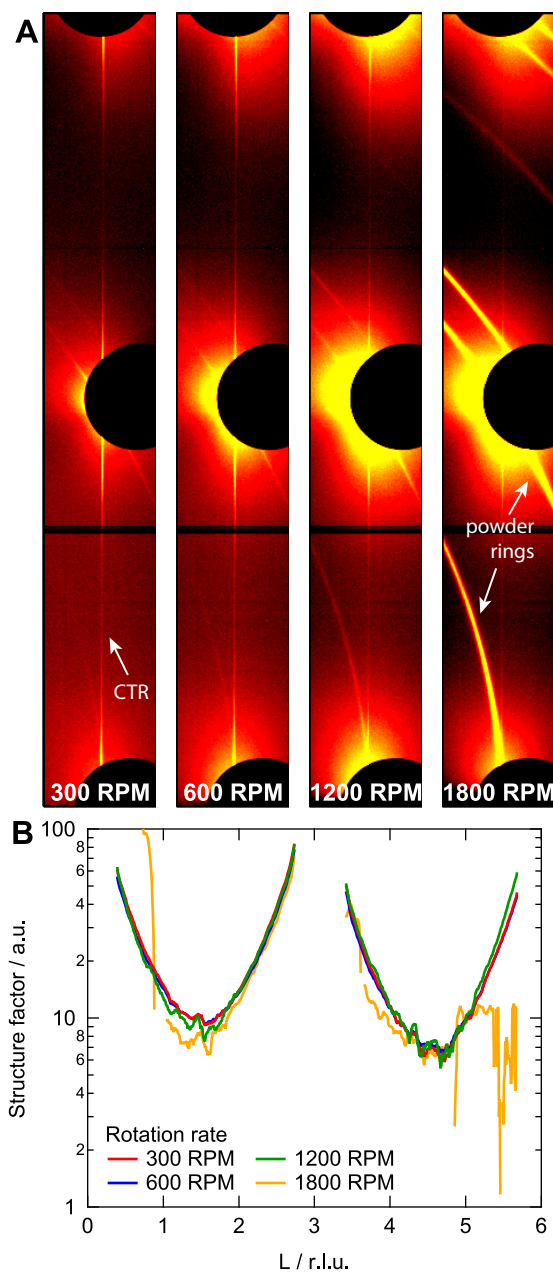 A
powder
rings
CTR
300 RPM
600 RPM
1200 RPM
1800 RPM
B
100
8
6
4
2
10
8
6
4
2
1
Structure factor / a.u.
Rotation rate
300 RPM
1200 RPM
600 RPM
1800 RPM
0 1 2 3 4 5 6
L / r.l.u.